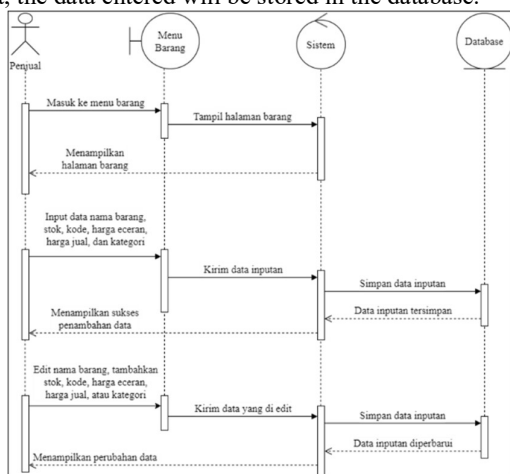 , the data entered will be stored in the database.
Menu
Barang
Sistem
Database
Penjual
Masuk ke menu barang
Tampil halaman barang
Menampilkan
halaman barang
Input data nama barang,
stok, kode, harga eceran,
harga jual, dan kategori
Kirim data inputan
Simpan data inputan
Data inputan tersimpan
Menampilkan sukses
penambahan data
Edit nama barang, tambahkan
stok, kode, harga eceran,
harga jual, atau kategori
Kirim data yang di edit
Simpan data inputan
Data inputan diperbarui
Menampilkan perubahan data